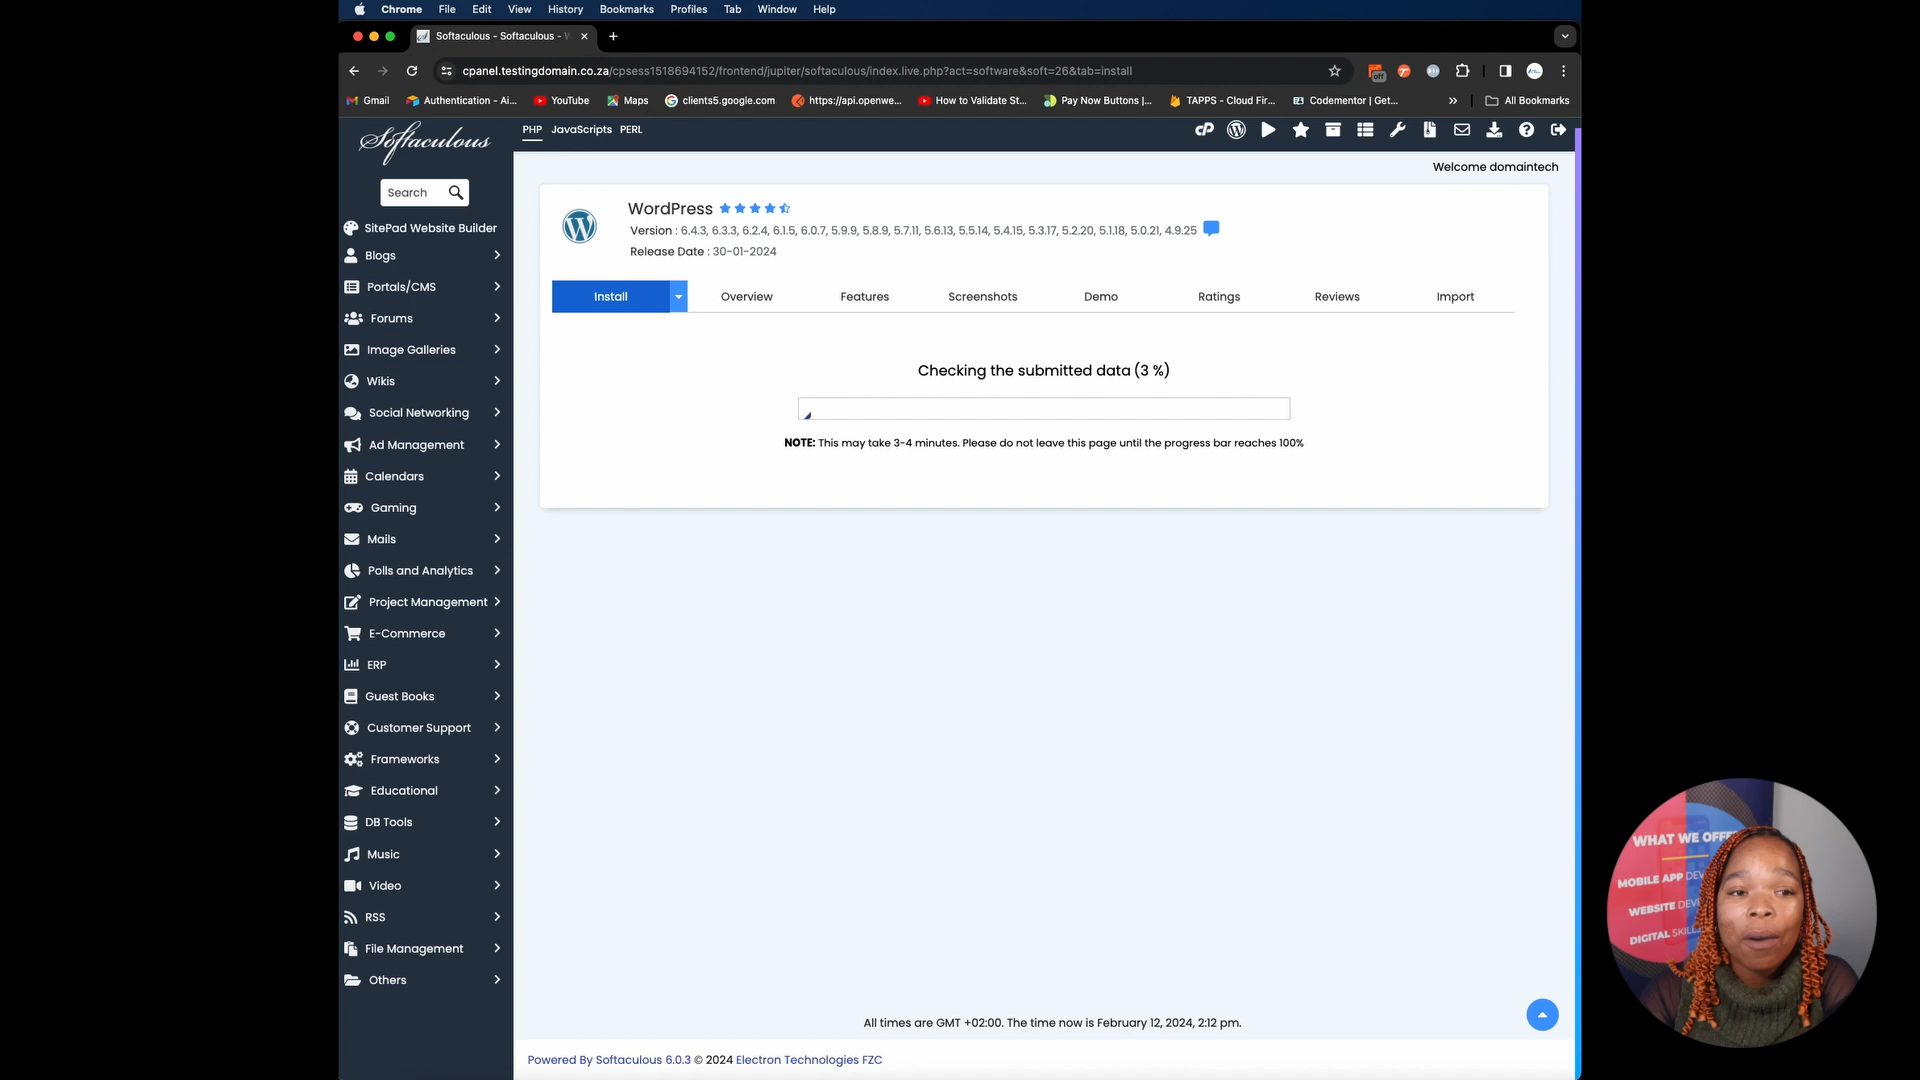 Chrome File Edit View History Bookmarks Profiles Tab Window Help
Softaculous - Softaculous -
cpanel.testingdomain.co.za/cpsess1518694152/frontend/jupiter/softaculous/index.live.php?act=software&soft=26&tab=install
off
Gmail Authentication - Ai... YouTube Maps clients5.google.com https://api.openwe... How to Validate St... Pay Now Buttons |... TAPPS - Cloud Fir... Codementor | Get... » All Bookmarks
Softaculous
PHP JavaScripts PERL
Welcome domaintech
Search
SitePad Website Builder
Blogs
Portals/CMS
Forums
Image Galleries
Wikis
Social Networking
Ad Management
Calendars
Gaming
Mails
Polls and Analytics
Project Management
E-Commerce
ERP
Guest Books
Customer Support
Frameworks
Educational
DB Tools
Music
Video
RSS
File Management
Others
WordPress
Version : 6.4.3, 6.3.3, 6.2.4, 6.1.5, 6.0.7, 5.9.9, 5.8.9, 5.7.11, 5.6.13, 5.5.14, 5.4.15, 5.3.17, 5.2.20, 5.1.18, 5.0.21, 4.9.25
Release Date : 30-01-2024
Install Overview Features Screenshots Demo Ratings Reviews Import
Checking the submitted data (3 %)
NOTE: This may take 3-4 minutes. Please do not leave this page until the progress bar reaches 100%
All times are GMT +02:00. The time now is February 12, 2024, 2:12 pm.
Powered By Softaculous 6.0.3 © 2024 Electron Technologies FZC
WHAT WE OFFE
MOBILE APP DEV
WEBSITE DEV
DIGITAL SKILL